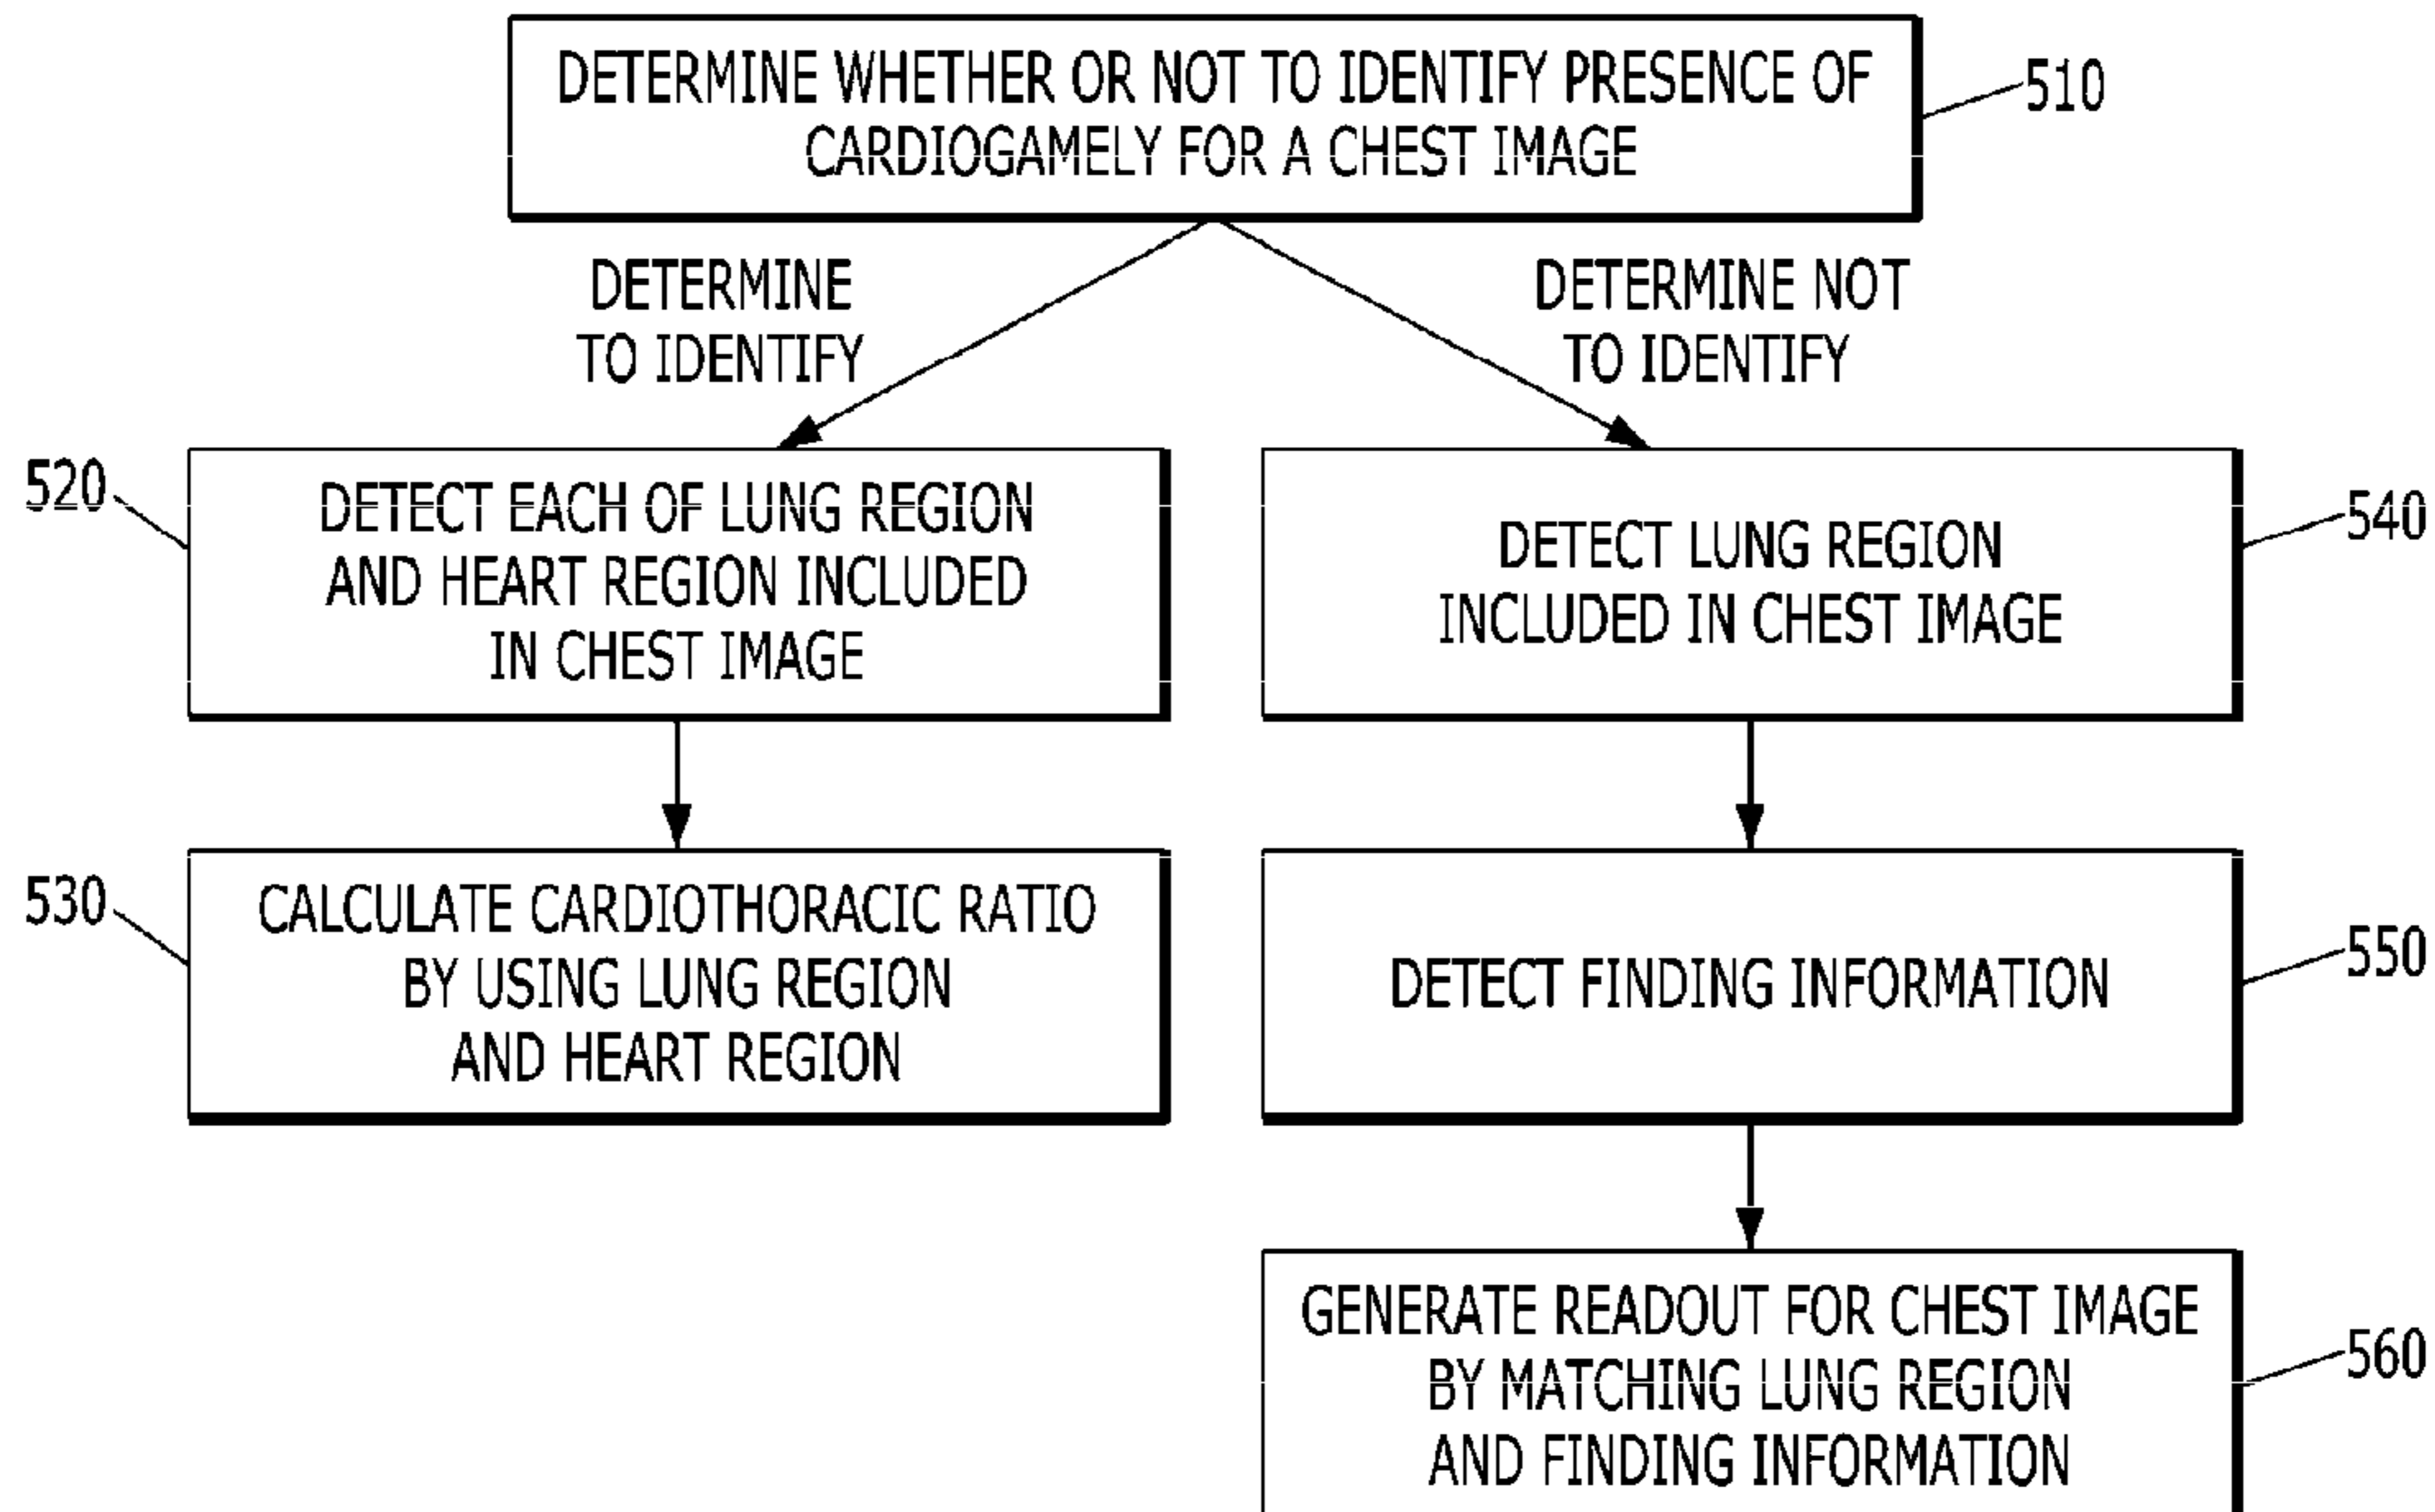 DETERMINE WHETHER OR NOT TO IDENTIFY PRESENCE OF
CARDIOGAMELY FOR A CHEST IMAGE
510
DETERMINE
TO IDENTIFY
DETERMINE NOT
TO IDENTIFY
520
DETECT EACH OF LUNG REGION
AND HEART REGION INCLUDED
IN CHEST IMAGE
DETECT LUNG REGION
INCLUDED IN CHEST IMAGE
540
530
CALCULATE CARDIOTHORACIC RATIO
BY USING LUNG REGION
AND HEART REGION
DETECT FINDING INFORMATION
550
GENERATE READOUT FOR CHEST IMAGE
BY MATCHING LUNG REGION
AND FINDING INFORMATION
560